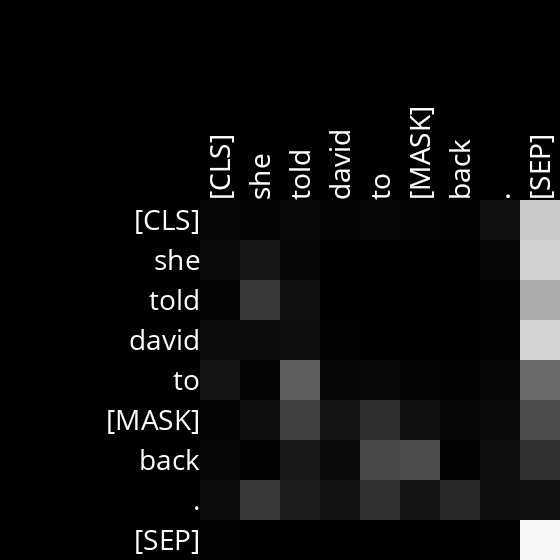 [CLS] she told david to [MASK] back . [SEP]
[CLS]
she
told
david
to
[MASK]
back
.
[SEP]